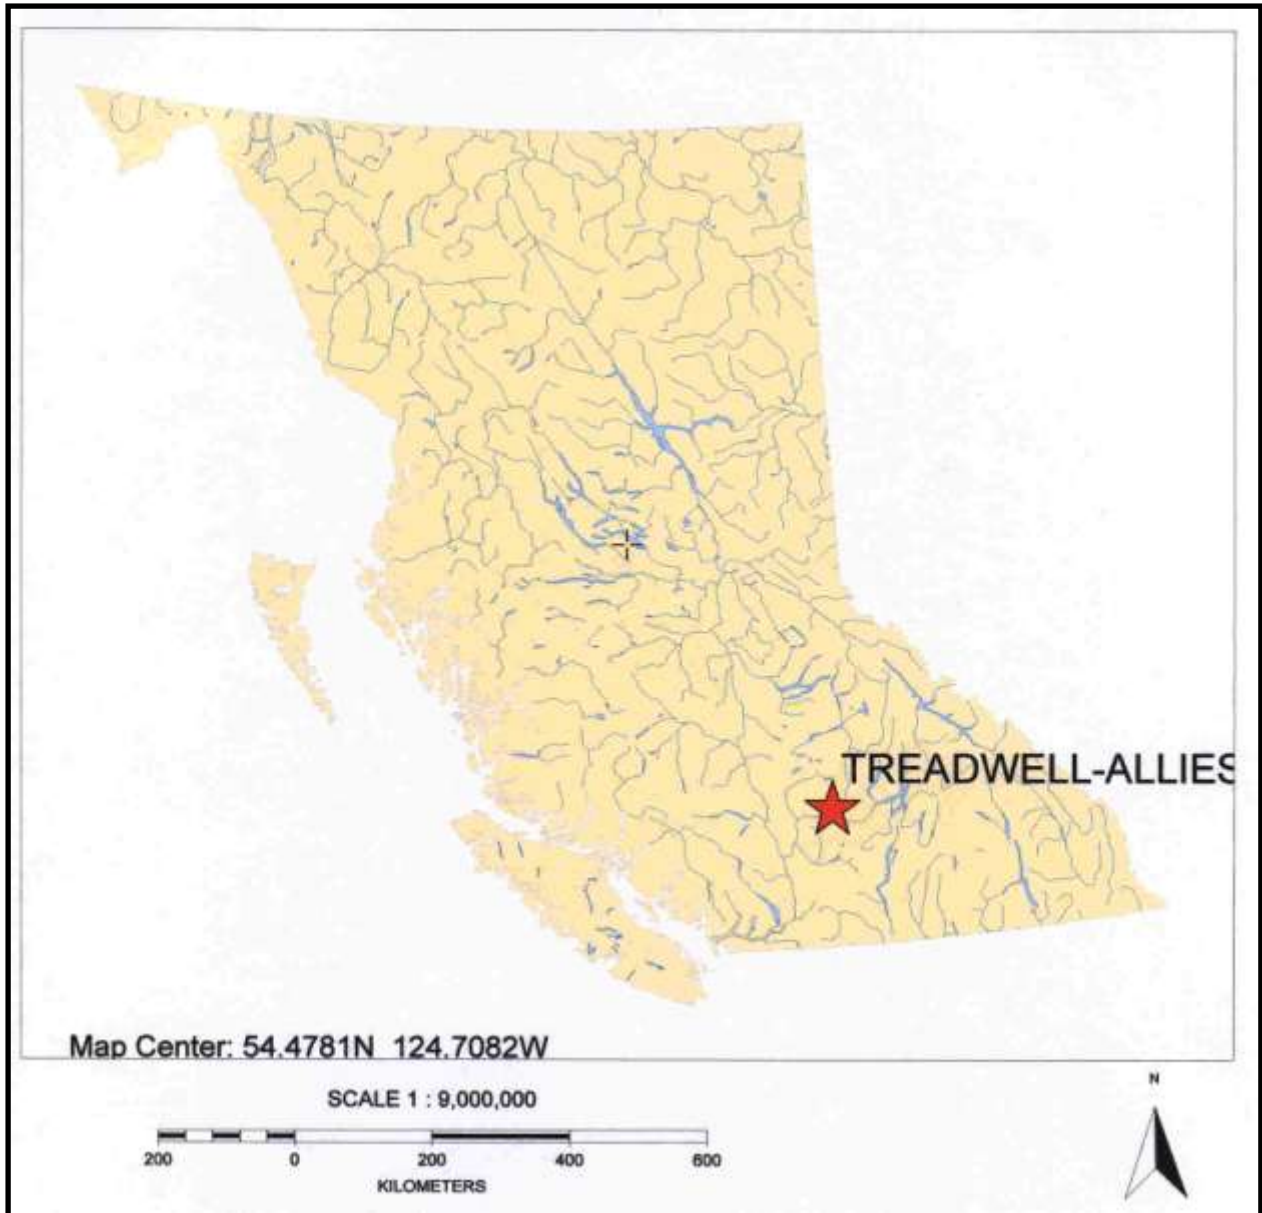 TREADWELL-ALLIES
Map Center: 54.4781N 124.7082W
SCALE 1 : 9,000,000
200 0 200 400 600
KILOMETERS
N